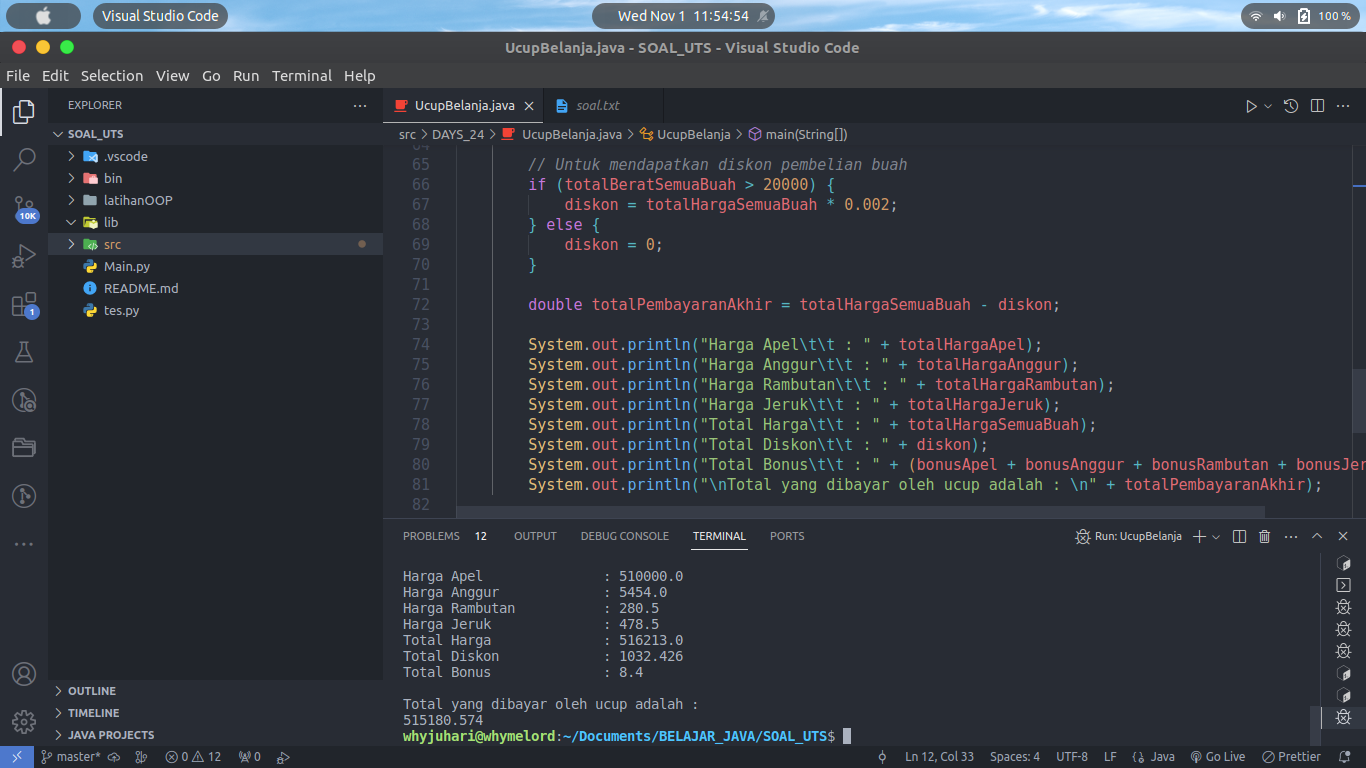 Visual Studio Code
Wed Nov 1 11:54:54
100 %
UcupBelanja.java - SOAL_UTS - Visual Studio Code
File Edit Selection View Go Run Terminal Help
EXPLORER
SOAL_UTS
.vscode
bin
latihanOOP
lib
src
Main.py
README.md
tes.py
10K
1
OUTLINE
TIMELINE
JAVA PROJECTS
UcupBelanja.java
soal.txt
src > DAYS_24 > UcupBelanja.java > UcupBelanja > main(String[])
64
65 // Untuk mendapatkan diskon pembelian buah
66 if (totalBeratSemuaBuah > 20000) {
67 diskon = totalHargaSemuaBuah * 0.002;
68 } else {
69 diskon = 0;
70 }
71
72 double totalPembayaranAkhir = totalHargaSemuaBuah - diskon;
73
74 System.out.println("Harga Apel\t\t : " + totalHargaApel);
75 System.out.println("Harga Anggur\t\t : " + totalHargaAnggur);
76 System.out.println("Harga Rambutan\t\t : " + totalHargaRambutan);
77 System.out.println("Harga Jeruk\t\t : " + totalHargaJeruk);
78 System.out.println("Total Harga\t\t : " + totalHargaSemuaBuah);
79 System.out.println("Total Diskon\t\t : " + diskon);
80 System.out.println("Total Bonus\t\t : " + (bonusApel + bonusAnggur + bonusRambutan + bonusJer
81 System.out.println("\nTotal yang dibayar oleh ucup adalah : \n" + totalPembayaranAkhir);
82
PROBLEMS 12 OUTPUT DEBUG CONSOLE TERMINAL PORTS
Run: UcupBelanja
Harga Apel : 510000.0
Harga Anggur : 5454.0
Harga Rambutan : 280.5
Harga Jeruk : 478.5
Total Harga : 516213.0
Total Diskon : 1032.426
Total Bonus : 8.4
Total yang dibayar oleh ucup adalah :
515180.574
whyjuhari@whymelord:~/Documents/BELAJAR_JAVA/SOAL_UTS$
master* 0 12 0 Ln 12, Col 33 Spaces: 4 UTF-8 LF {} Java Go Live Prettier